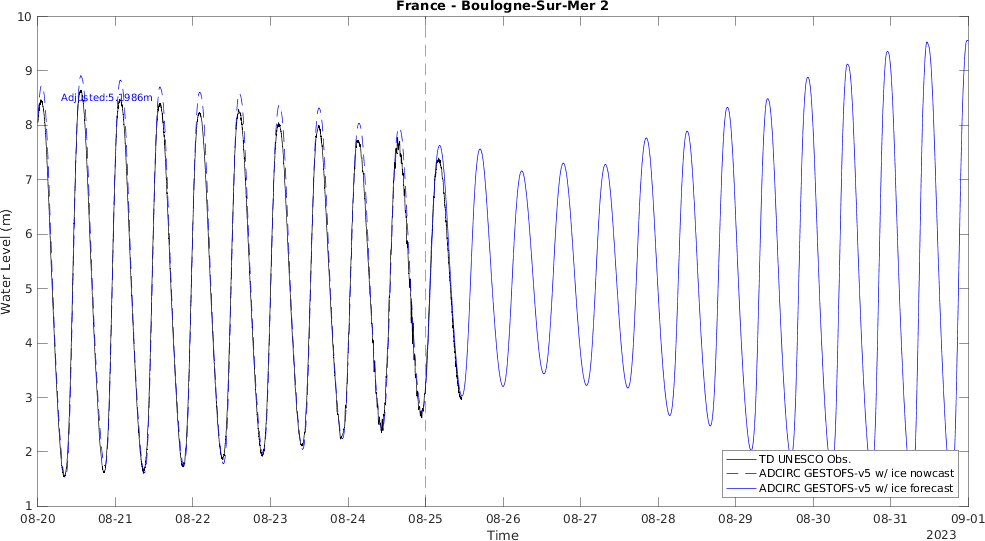 France - Boulogne-Sur-Mer 2
Adjusted:5.1986m
Water Level (m)
10
9
8
7
6
5
4
3
2
1
08-20 08-21 08-22 08-23 08-24 08-25 08-26 08-27 08-28 08-29 08-30 08-31 09-01
Time
2023
TD UNESCO Obs.
ADCIRC GESTOFS-v5 w/ ice nowcast
ADCIRC GESTOFS-v5 w/ ice forecast